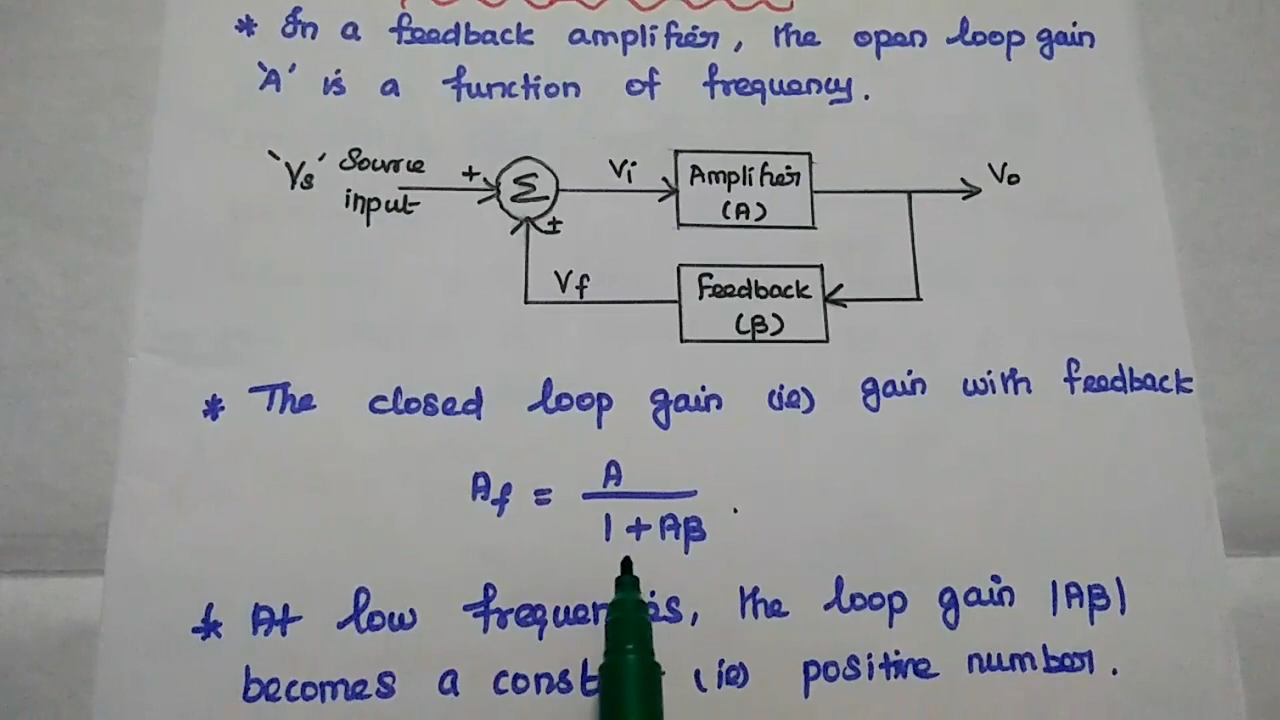 * In a feedback amplifier, the open loop gain
'A' is a function of frequency.
'Vs' Source input
+
Σ
±
Vi
Amplifier
(A)
Vo
Vf
Feedback
(β)
* The closed loop gain (ie) gain with feedback
Af = A / 1 + Aβ .
* At low frequen is, the loop gain |Aβ|
becomes a const (ie) positive number.